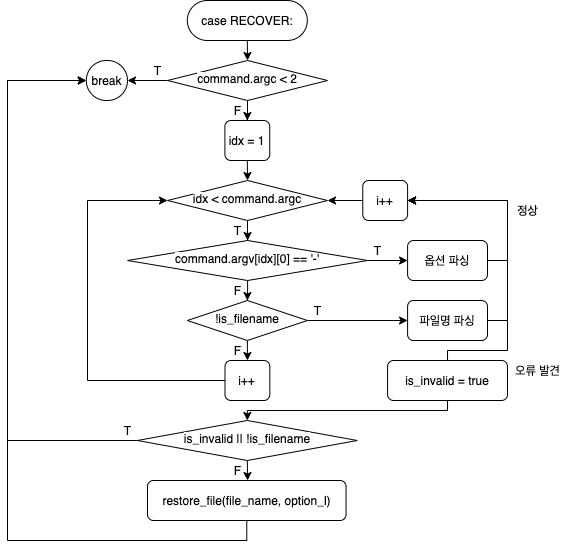 case RECOVER:
break
T
command.argc < 2
F
idx = 1
idx < command.argc
i++
정상
T
command.argv[idx][0] == '-'
T
옵션 파싱
F
!is_filename
T
파일명 파싱
F
i++
is_invalid = true
오류 발견
T
is_invalid || !is_filename
F
restore_file(file_name, option_l)